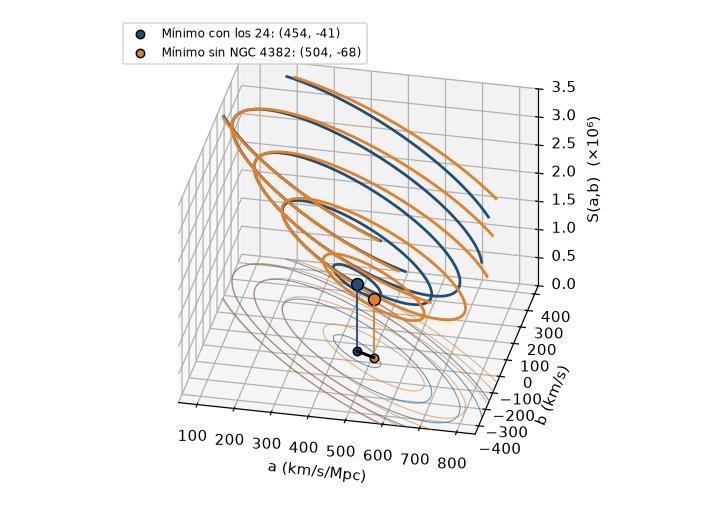 Mínimo con los 24: (454, -41)
Mínimo sin NGC 4382: (504, -68)
3.5
3.0
2.5
2.0
1.5
1.0
0.5
0.0
S(a,b) (×10⁶)
400
300
200
100
0
−100
−200
−300
−400
b (km/s)
100 200 300 400 500 600 700 800
a (km/s/Mpc)